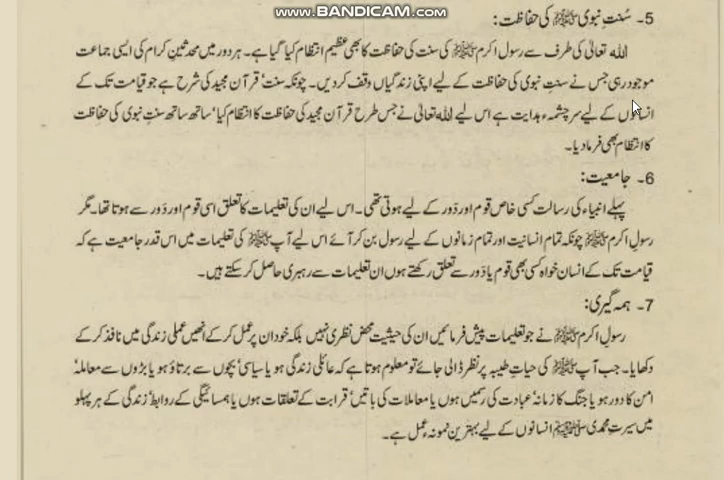 www.BANDICAM.com
5۔ سُنتِ نبوی ﷺ کی حفاظت:
اللہ تعالٰی کی طرف سے رسول اکرم ﷺ کی سنت کی حفاظت کا بھی عظیم انتظام کیا گیا ہے۔ ہر دور میں محدثینِ کرام کی ایسی جماعت
موجود رہی جس نے سنتِ نبوی کی حفاظت کے لیے اپنی زندگیاں وقف کر دیں۔ چونکہ سنت، قرآن مجید کی شرح ہے جو قیامت تک کے
انسانوں کے لیے سرچشمہء ہدایت ہے اس لیے اللہ تعالٰی نے جس طرح قرآن مجید کی حفاظت کا انتظام کیا، ساتھ ساتھ سنتِ نبوی کی حفاظت
کا انتظام بھی فرما دیا۔
6۔ جامعیت:
پہلے انبیاء کی رسالت کسی خاص قوم اور دَور کے لیے ہوتی تھی۔ اس لیے ان کی تعلیمات کا تعلق اسی قوم اور دَور سے ہوتا تھا۔ مگر
رسولِ اکرم ﷺ چونکہ تمام انسانیت اور تمام زمانوں کے لیے رسول بن کر آئے اس لیے آپ ﷺ کی تعلیمات میں اس قدر جامعیت ہے کہ
قیامت تک کے انسان خواہ کسی بھی قوم یا دَور سے تعلق رکھتے ہوں ان تعلیمات سے رہبری حاصل کر سکتے ہیں۔
7۔ ہمہ گیری:
رسولِ اکرم ﷺ نے جو تعلیمات پیش فرمائیں ان کی حیثیت محض نظری نہیں بلکہ خود ان پر عمل کر کے انھیں عملی زندگی میں نافذ کر کے
دکھایا۔ جب آپ ﷺ کی حیاتِ طیبہ پر نظر ڈالی جائے تو معلوم ہوتا ہے کہ عائلی زندگی ہو یا سیاسی، بچوں سے برتاؤ ہو یا بڑوں سے معاملہ،
امن کا دور ہو یا جنگ کا زمانہ، عبادت کی رسمیں ہوں یا معاملات کی باتیں، قرابت کے تعلقات ہوں یا ہمسائیگی کے روابط، زندگی کے ہر پہلو
میں سیرتِ محمدی ﷺ انسانوں کے لیے بہترین نمونہء عمل ہے۔